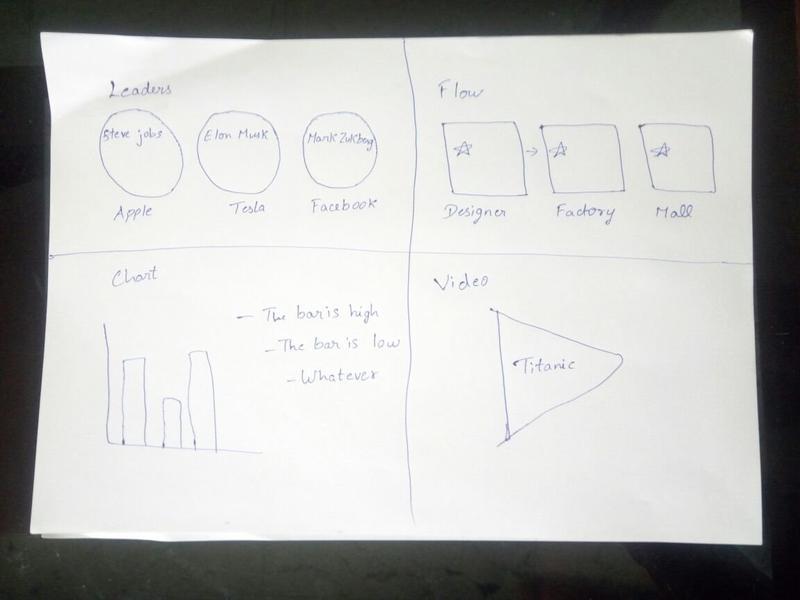 Leaders
Steve jobs
Elon Musk
Mark Zukberg
Apple
Tesla
Facebook
Flow
Designer
Factory
Mall
Chart
- The bar is high
- The bar is low
- Whatever
Video
Titanic